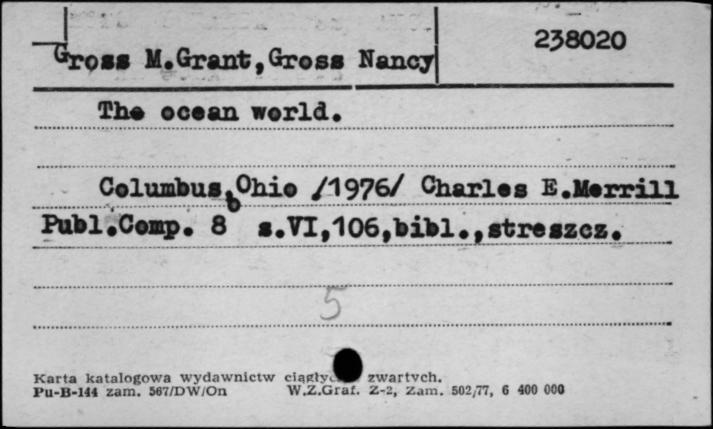 238020
Gross M.Grant,Gross Nancy
The ocean world.
Columbus,Ohio /1976/ Charles E.Merrill
Publ.Comp. 8° s.VI,106,bibl.,streszcz.
5
Karta katalogowa wydawnictw zwartych.
Pu-B-144 zam. 567/DW/On W.Z.Graf. Z-2, Zam. 502/77, 6 400 000